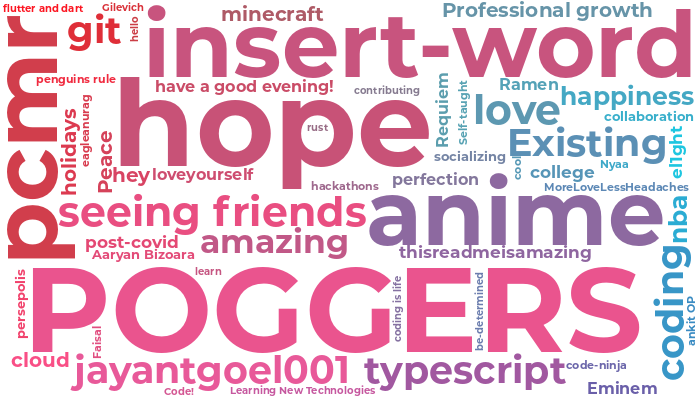 flutter and dart
Gilevich
git
hello
insert-word
minecraft
Professional growth
pcmr
penguins rule
have a good evening!
contributing
hope
rust
Requiem
Self-taught
love
Ramen
happiness
collaboration
Existing
holidays
eagleanurag
Peace
hey
loveyourself
hackathons
socializing
perfection
cool
college
Nyaa
el1ght
MoreLoveLessHeadaches
seeing friends
anime
nba
post-covid
Aaryan Bizoara
amazing
thisreadmeisamazing
learn
persepolis
POGGERS
coding is life
be-determined
coding
ankit OP
Faisal
cloud
jayantgoel001
typescript
code-ninja
Code!
Learning New Technologies
Eminem